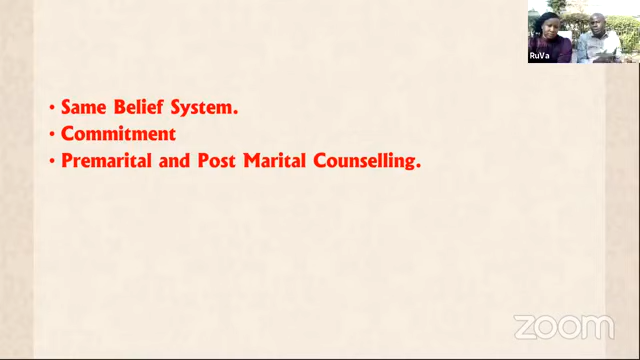 RuVa
• Same Belief System.
• Commitment
• Premarital and Post Marital Counselling.
zoom